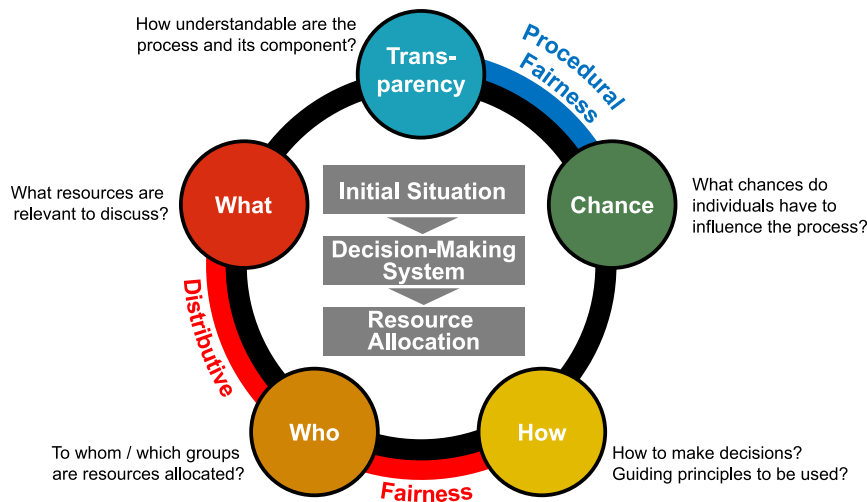 How understandable are the
process and its component?
Trans-
parency
Procedural
Fairness
What
What resources are
relevant to discuss?
Initial Situation
Decision-Making
System
Resource
Allocation
Chance
What chances do
individuals have to
influence the process?
Distributive
Who
To whom / which groups
are resources allocated?
Fairness
How
How to make decisions?
Guiding principles to be used?